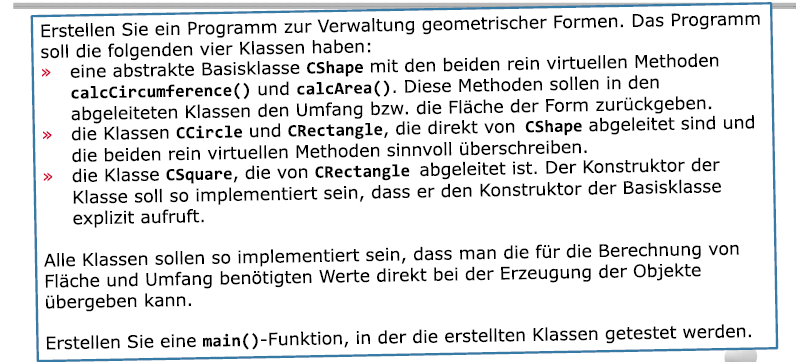 Erstellen Sie ein Programm zur Verwaltung geometrischer Formen. Das Programm
soll die folgenden vier Klassen haben:
» eine abstrakte Basisklasse CShape mit den beiden rein virtuellen Methoden
calcCircumference() und calcArea(). Diese Methoden sollen in den
abgeleiteten Klassen den Umfang bzw. die Fläche der Form zurückgeben.
» die Klassen CCircle und CRectangle, die direkt von CShape abgeleitet sind und
die beiden rein virtuellen Methoden sinnvoll überschreiben.
» die Klasse CSquare, die von CRectangle abgeleitet ist. Der Konstruktor der
Klasse soll so implementiert sein, dass er den Konstruktor der Basisklasse
explizit aufruft.
Alle Klassen sollen so implementiert sein, dass man die für die Berechnung von
Fläche und Umfang benötigten Werte direkt bei der Erzeugung der Objekte
übergeben kann.
Erstellen Sie eine main()-Funktion, in der die erstellten Klassen getestet werden.